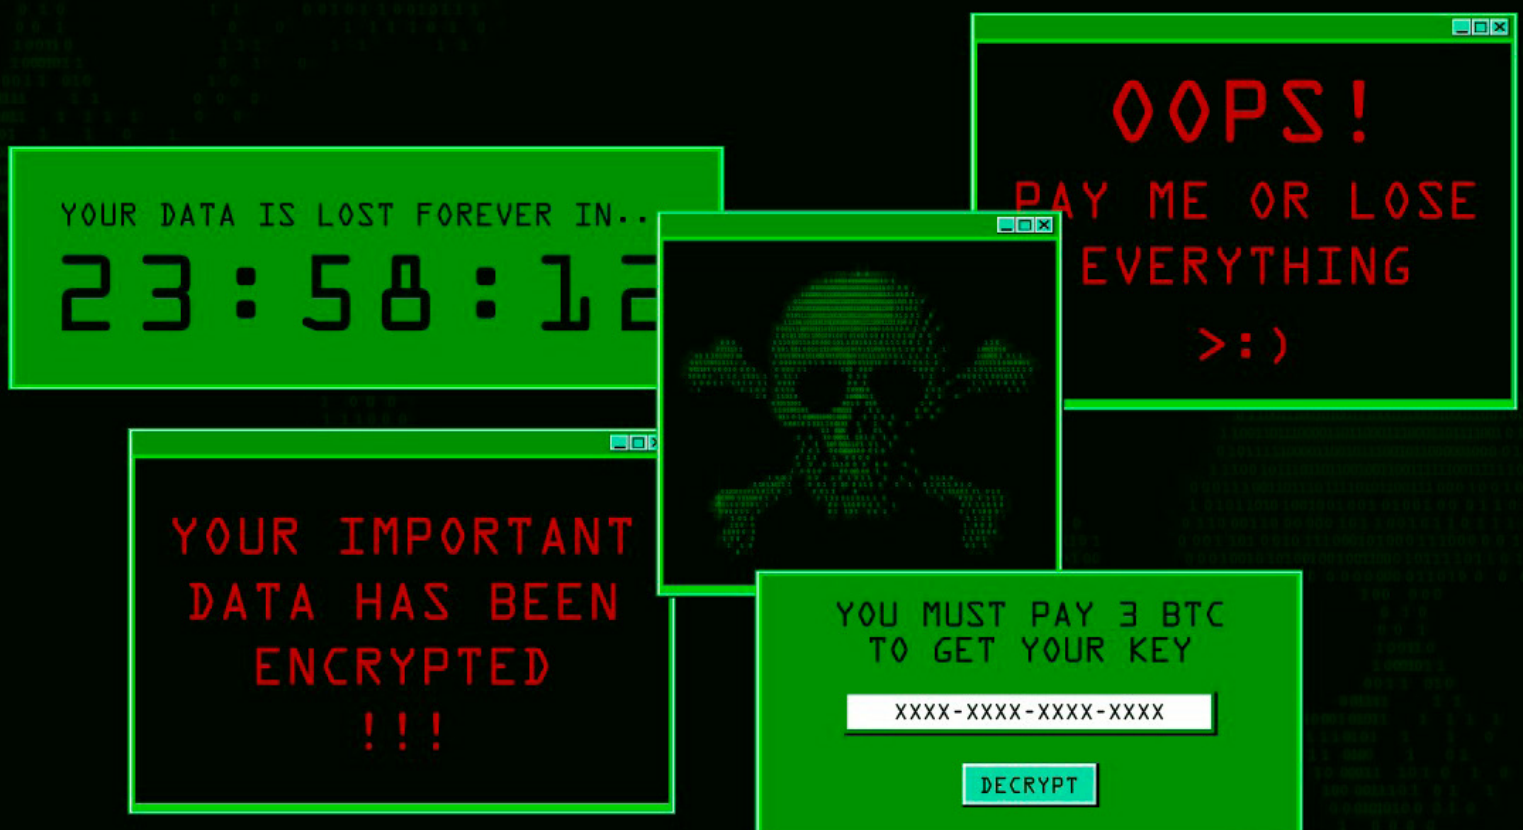 YOUR DATA IS LOST FOREVER IN..
23:58:12
OOPS!
PAY ME OR LOSE
EVERYTHING
>:)
YOUR IMPORTANT
DATA HAS BEEN
ENCRYPTED
!!!
YOU MUST PAY 3 BTC
TO GET YOUR KEY
XXXX-XXXX-XXXX-XXXX
DECRYPT